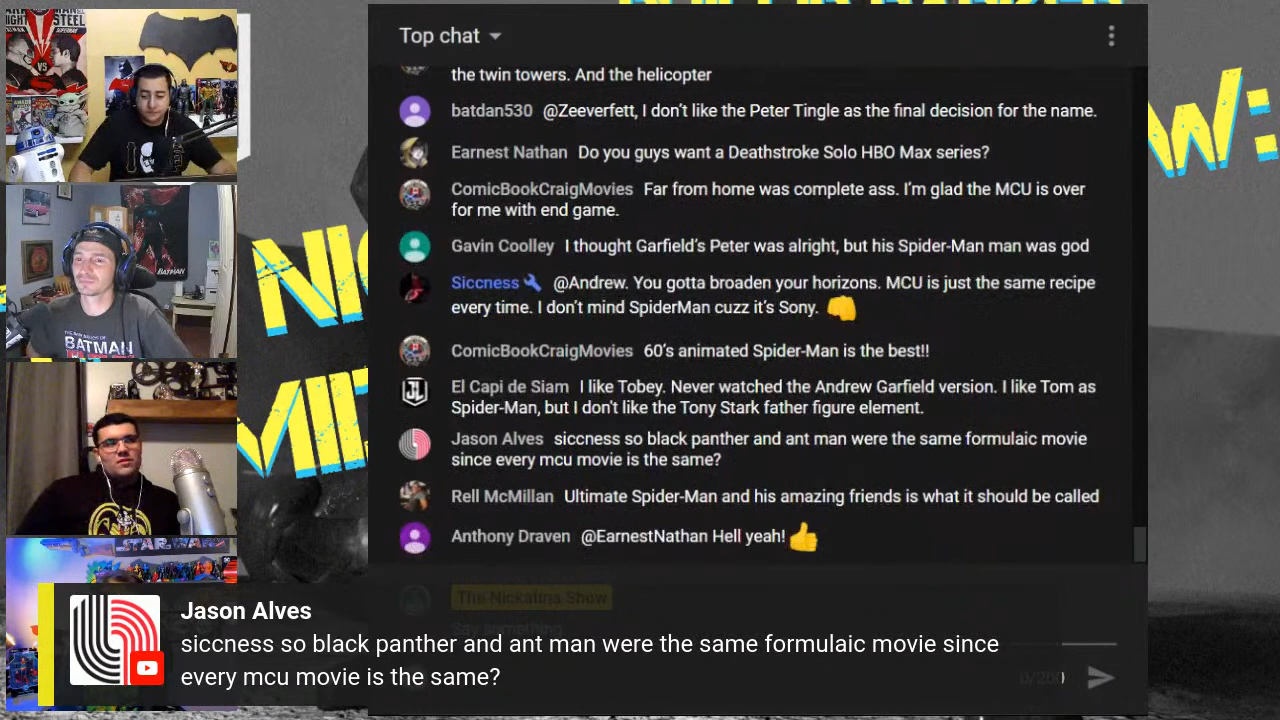 Top chat
the twin towers. And the helicopter
batdan530 @Zeeverfett, I don't like the Peter Tingle as the final decision for the name.
Earnest Nathan Do you guys want a Deathstroke Solo HBO Max series?
ComicBookCraigMovies Far from home was complete ass. I'm glad the MCU is over
for me with end game.
Gavin Coolley I thought Garfield's Peter was alright, but his Spider-Man man was god
Siccness @Andrew. You gotta broaden your horizons. MCU is just the same recipe
every time. I don't mind SpiderMan cuzz it's Sony.
ComicBookCraigMovies 60's animated Spider-Man is the best!!
El Capi de Siam I like Tobey. Never watched the Andrew Garfield version. I like Tom as
Spider-Man, but I don't like the Tony Stark father figure element.
Jason Alves siccness so black panther and ant man were the same formulaic movie
since every mcu movie is the same?
Rell McMillan Ultimate Spider-Man and his amazing friends is what it should be called
Anthony Draven @EarnestNathan Hell yeah!
The Nickatina Show
Say something...
0/200
Jason Alves
siccness so black panther and ant man were the same formulaic movie since
every mcu movie is the same?
BATMAN
BATMAN